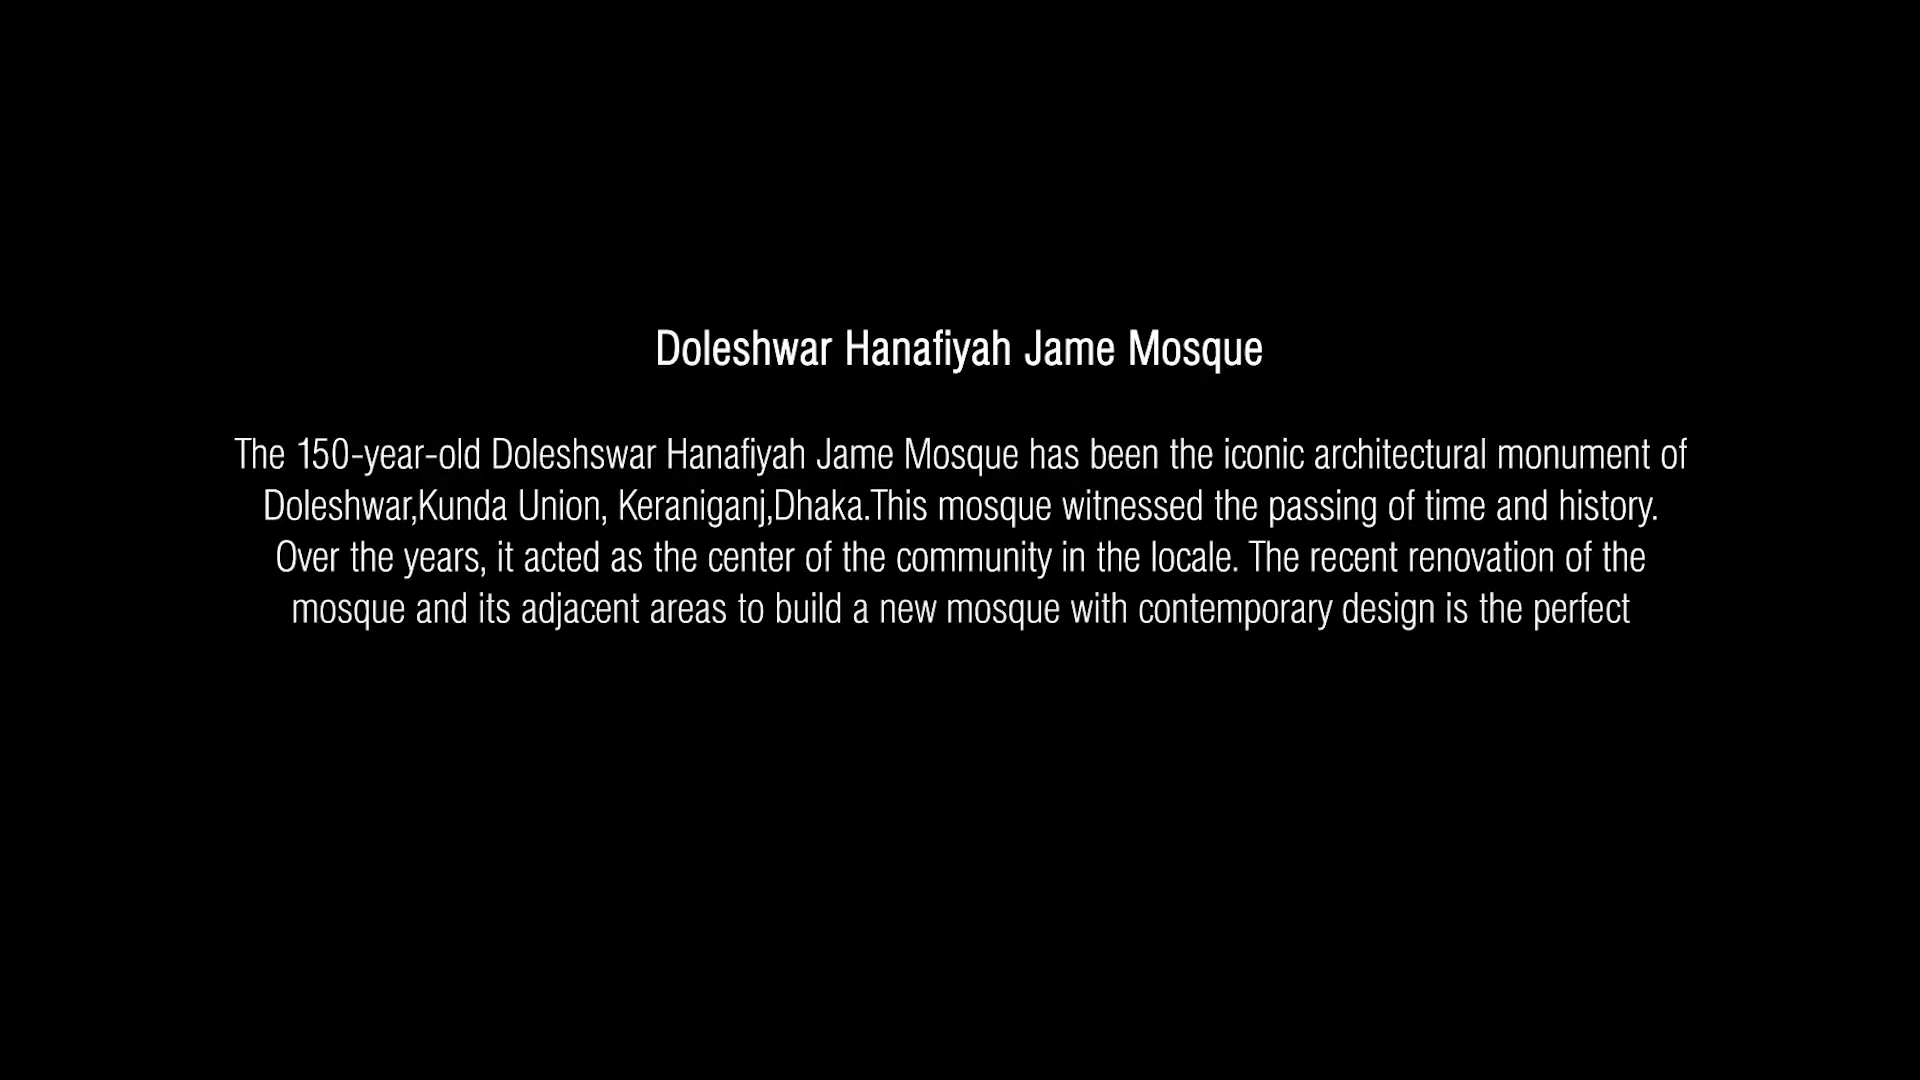 Doleshwar Hanafiyah Jame Mosque
The 150-year-old Doleshswar Hanafiyah Jame Mosque has been the iconic architectural monument of
Doleshwar,Kunda Union, Keraniganj,Dhaka.This mosque witnessed the passing of time and history.
Over the years, it acted as the center of the community in the locale. The recent renovation of the
mosque and its adjacent areas to build a new mosque with contemporary design is the perfect